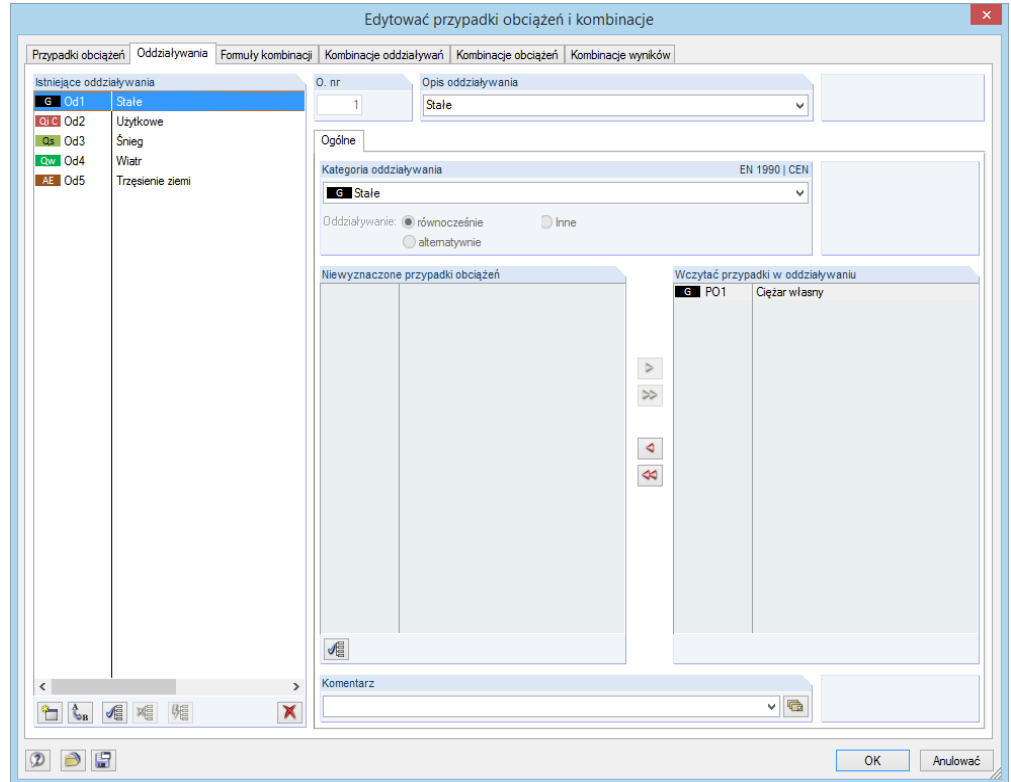 Edytować przypadki obciążeń i kombinacje
Przypadki obciążeń Oddziaływania Formuły kombinacji Kombinacje oddziaływań Kombinacje obciążeń Kombinacje wyników
Istniejące oddziaływania
G Od1 Stałe
Qi C Od2 Użytkowe
Qs Od3 Śnieg
Qw Od4 Wiatr
AE Od5 Trzęsienie ziemi
O. nr
1
Opis oddziaływania
Stałe
Ogólne
Kategoria oddziaływania EN 1990 | CEN
G Stałe
Oddziaływanie: równocześnie Inne
alternatywnie
Niewyznaczone przypadki obciążeń
Wczytać przypadki w oddziaływaniu
G PO1 Ciężar własny
Komentarz
OK Anulować